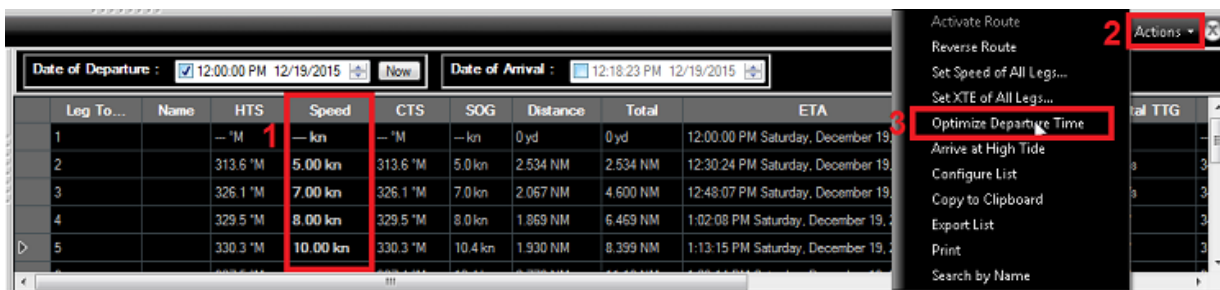 Activate Route
2 Actions
Reverse Route
Date of Departure : 12:00:00 PM 12/19/2015 Now Date of Arrival : 12:18:23 PM 12/19/2015
Set Speed of All Legs...
Set XTE of All Legs...
Leg To... Name HTS Speed CTS SOG Distance Total ETA TTG
3 Optimize Departure Time
1 --- °M 1 --- kn --- °M --- kn 0 yd 0 yd 12:00:00 PM Saturday, December 19,
Arrive at High Tide
2 313.6 °M 5.00 kn 313.6 °M 5.0 kn 2.534 NM 2.534 NM 12:30:24 PM Saturday, December 19,
Configure List
3 326.1 °M 7.00 kn 326.1 °M 7.0 kn 2.067 NM 4.600 NM 12:48:07 PM Saturday, December 19,
Copy to Clipboard
4 329.5 °M 8.00 kn 329.5 °M 8.0 kn 1.869 NM 6.469 NM 1:02:08 PM Saturday, December 19,
Export List
5 330.3 °M 10.00 kn 330.3 °M 10.4 kn 1.930 NM 8.399 NM 1:13:15 PM Saturday, December 19,
Print
Search by Name